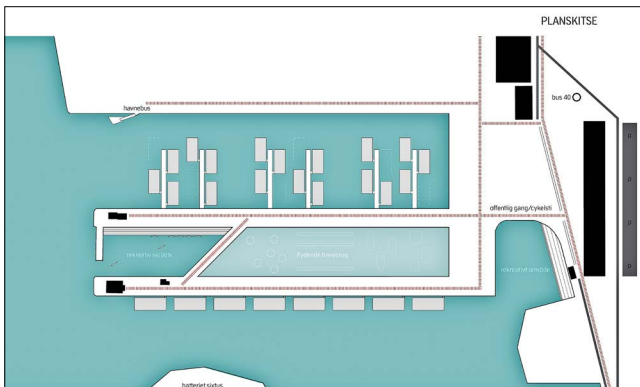 PLANSKITSE
bus 40
havnebus
offentlig gang/cykelsti
rekreativt område
batteriet sixtus